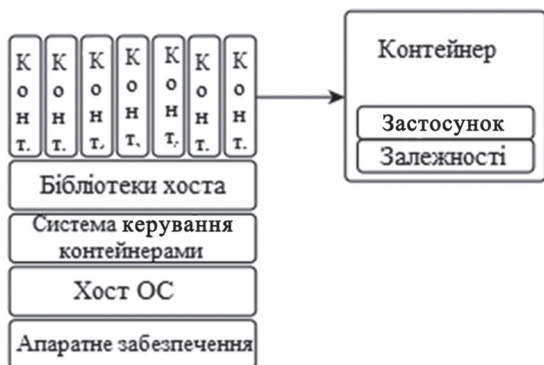 Конт.
Конт.
Конт.
Конт.
Конт.
Конт.
Конт.
Контейнер
Застосунок
Залежності
Бібліотеки хоста
Система керування
контейнерами
Хост ОС
Апаратне забезпечення